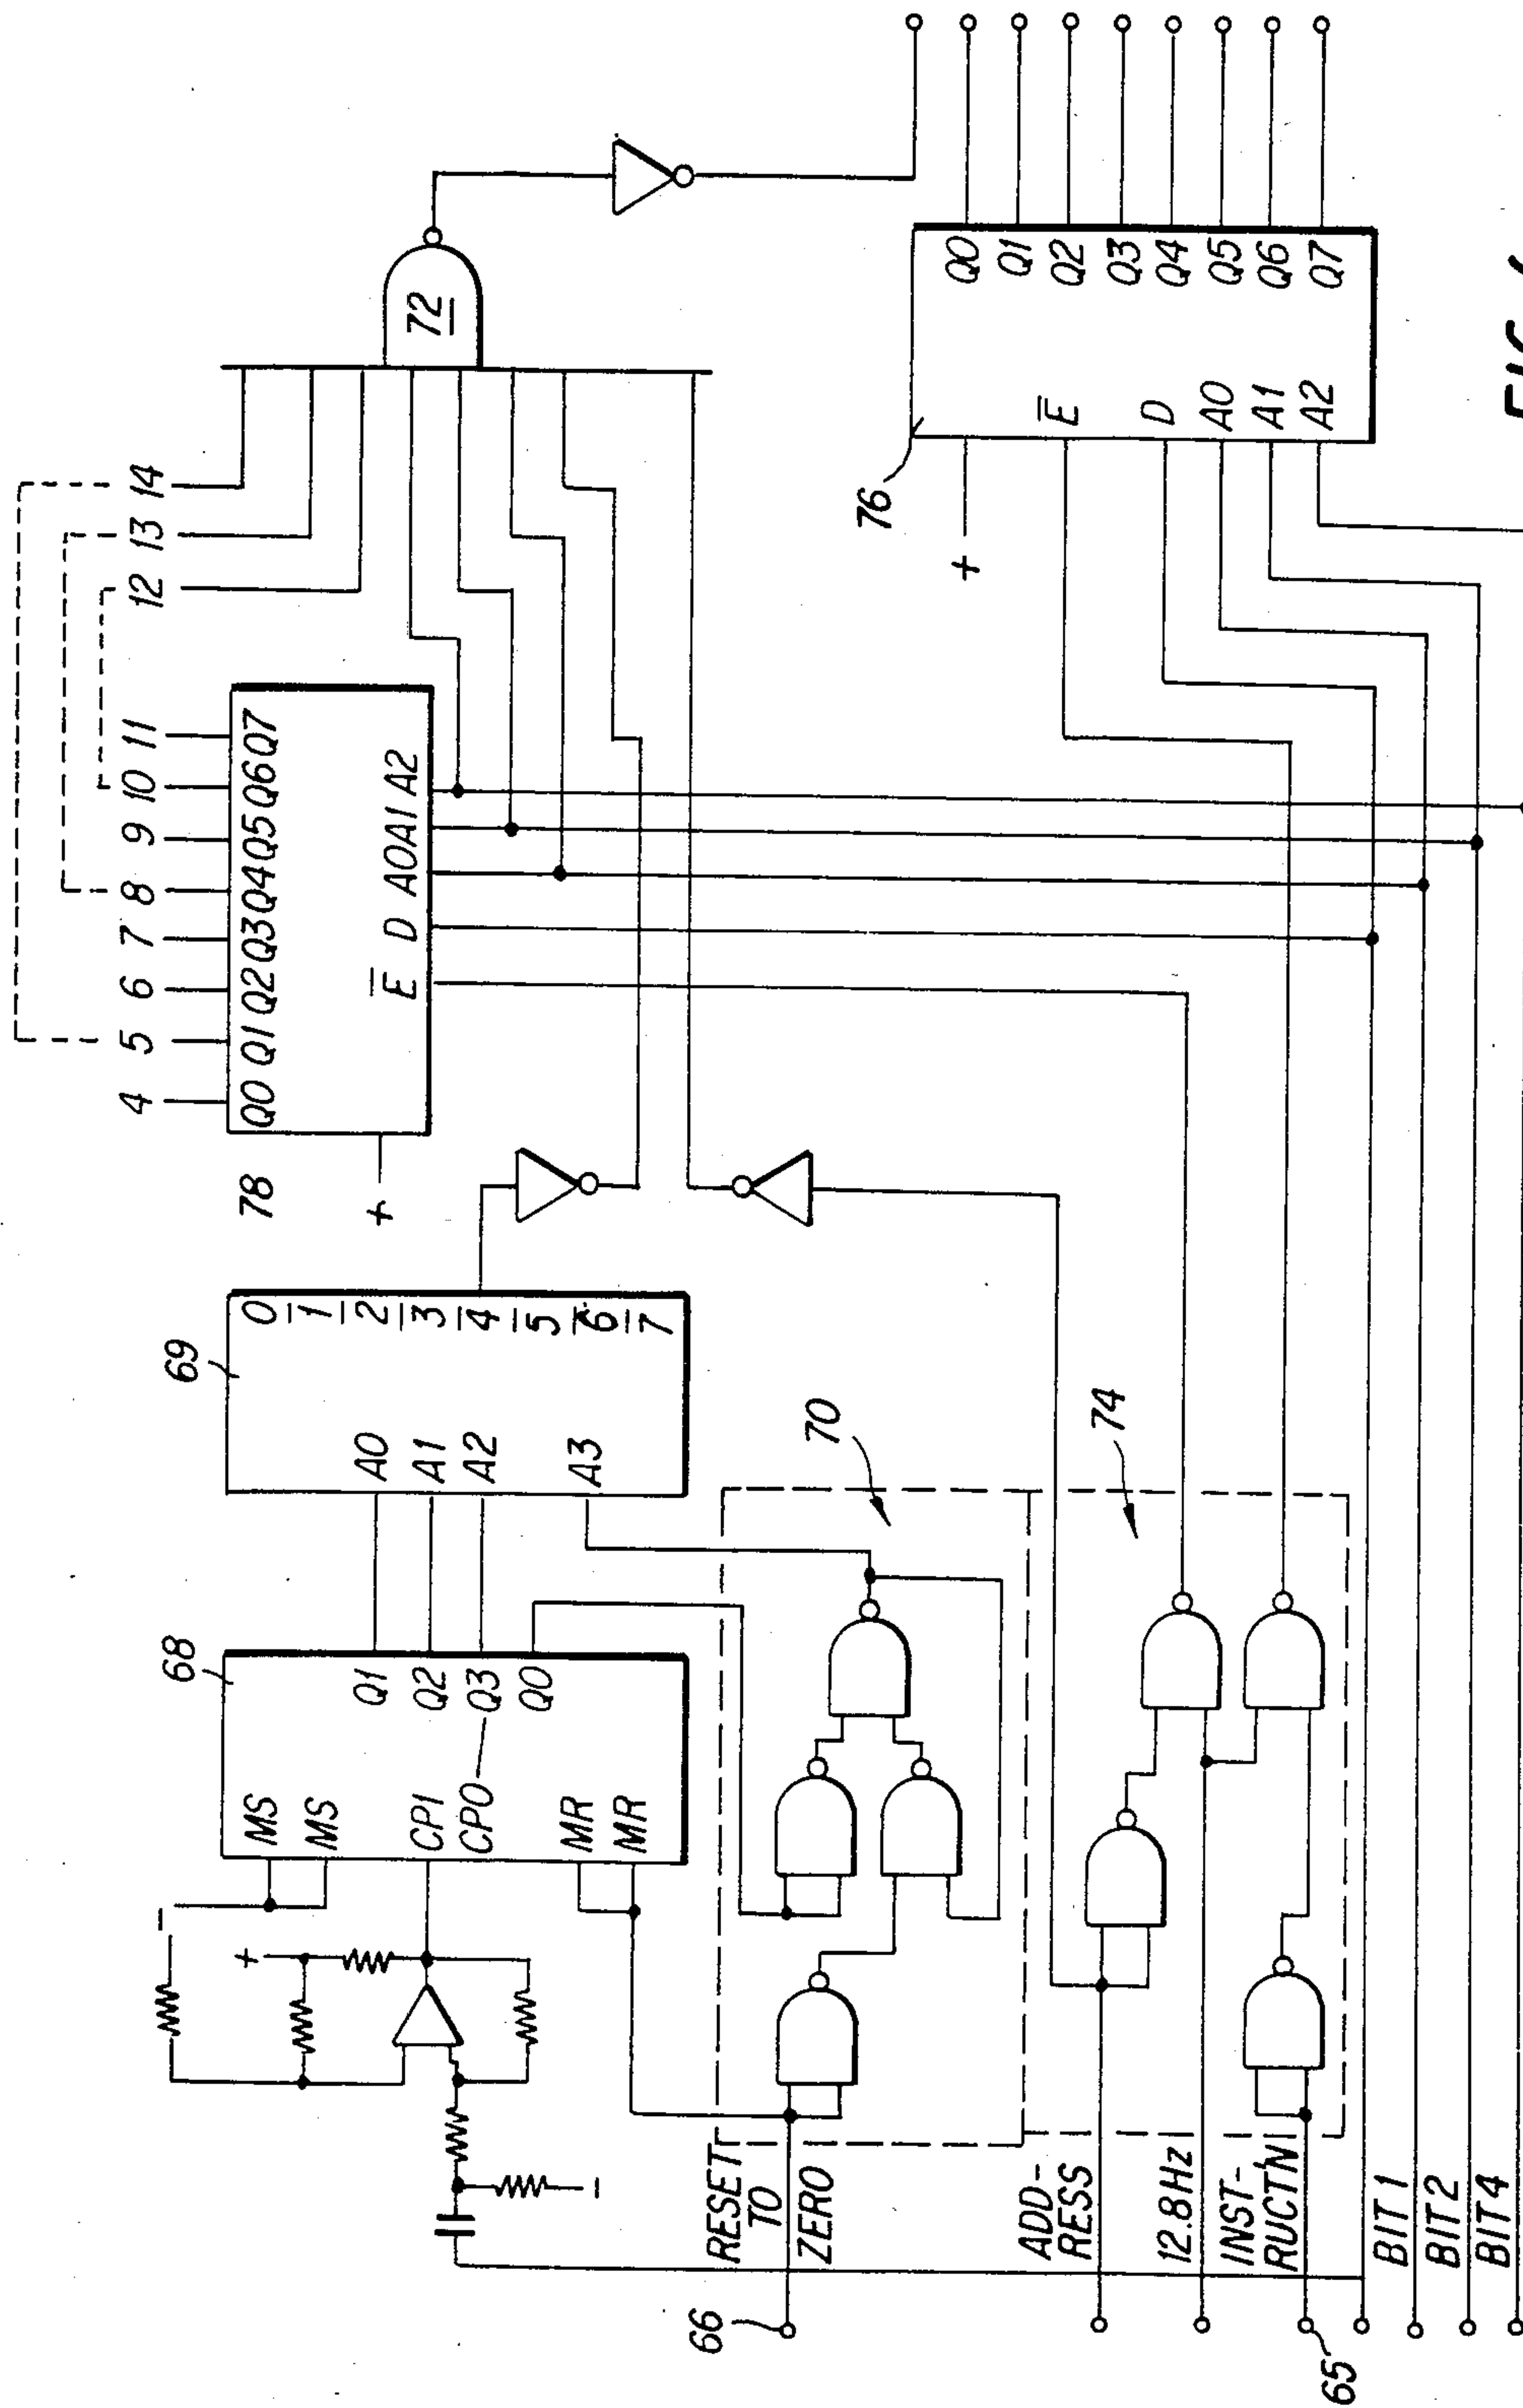 4 5 6 7 8 9 10 11 12 13 14
78
Q0 Q1 Q2 Q3 Q4 Q5 Q6 Q7
+
E̅ D A0 A1 A2
72
69
A0
A1
A2
A3
0
1̅
2̅
3̅
4̅
5̅
6̅
7̅
68
MS
MS
CP1
CP0
MR
MR
Q1
Q2
Q3
Q0
–
+
–
70
74
76
+
E̅
D
A0
A1
A2
Q0
Q1
Q2
Q3
Q4
Q5
Q6
Q7
66
RESET
TO
ZERO
ADD-
RESS
12.8Hz
INST-
RUCT'N
65
BIT 1
BIT 2
BIT 4